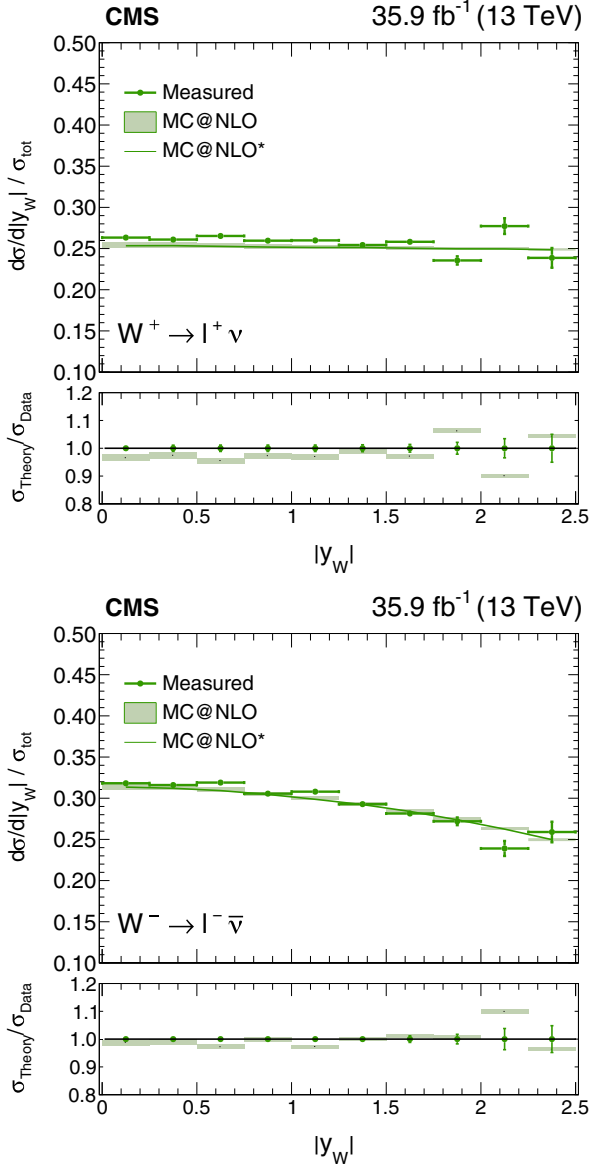 CMS 35.9 fb⁻¹ (13 TeV)
0.50
0.45
0.40
0.35
0.30
0.25
0.20
0.15
0.10
dσ/d|y_W| / σ_tot
Measured
MC@NLO
MC@NLO*
W⁺ → l⁺ ν
1.2
1.1
1.0
0.9
0.8
σ_Theory/σ_Data
0 0.5 1 1.5 2 2.5
|y_W|
CMS 35.9 fb⁻¹ (13 TeV)
0.50
0.45
0.40
0.35
0.30
0.25
0.20
0.15
0.10
dσ/d|y_W| / σ_tot
Measured
MC@NLO
MC@NLO*
W⁻ → l⁻ ν̅
1.2
1.1
1.0
0.9
0.8
σ_Theory/σ_Data
0 0.5 1 1.5 2 2.5
|y_W|